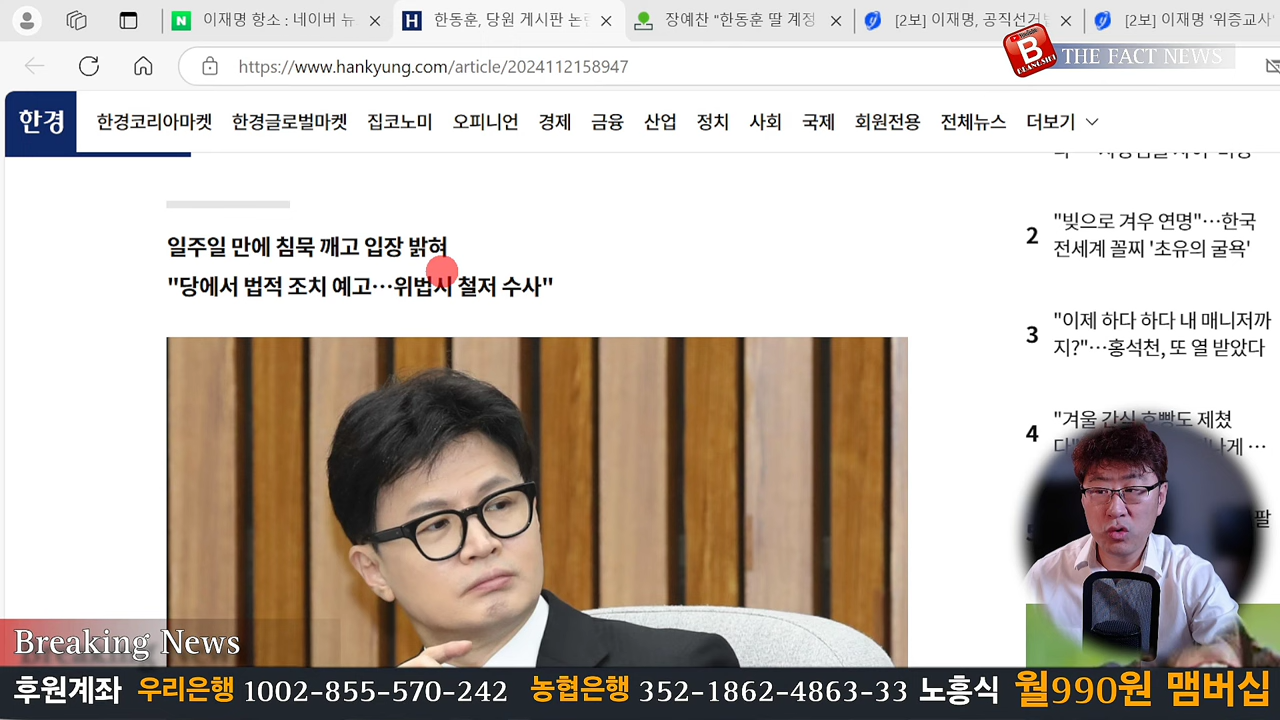 이재명 항소 : 네이버 뉴
한동훈, 당원 게시판 논란
장예찬 "한동훈 딸 계정
[2보] 이재명, 공직선거법
[2보] 이재명 '위증교사'
https://www.hankyung.com/article/2024112158947
B
THE FACT NEWS
한경
한경코리아마켓 한경글로벌마켓 집코노미 오피니언 경제 금융 산업 정치 사회 국제 회원전용 전체뉴스 더보기
일주일 만에 침묵 깨고 입장 밝혀
"당에서 법적 조치 예고…위법시 철저 수사"
2 "빚으로 겨우 연명"…한국
전세계 꼴찌 '초유의 굴욕'
3 "이제 하다 하다 내 매니저까
지?"…홍석천, 또 열 받았다
4 "겨울 간식 호빵도 제쳤
다"
Breaking News
후원계좌 우리은행 1002-855-570-242 농협은행 352-1862-4863-33 노흥식 월990원 맴버십